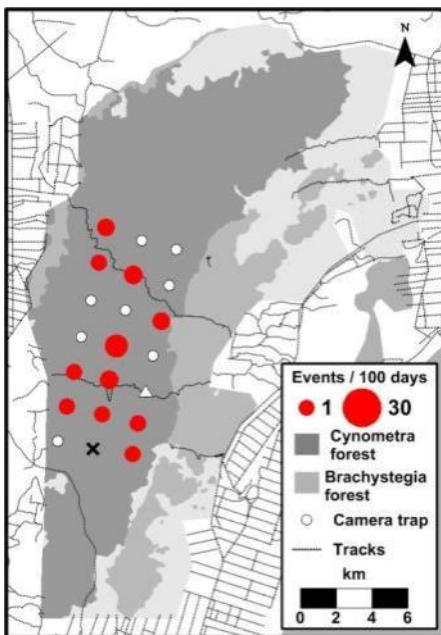 N
Events / 100 days
1 30
Cynometra
forest
Brachystegia
forest
Camera trap
Tracks
km
0 2 4 6